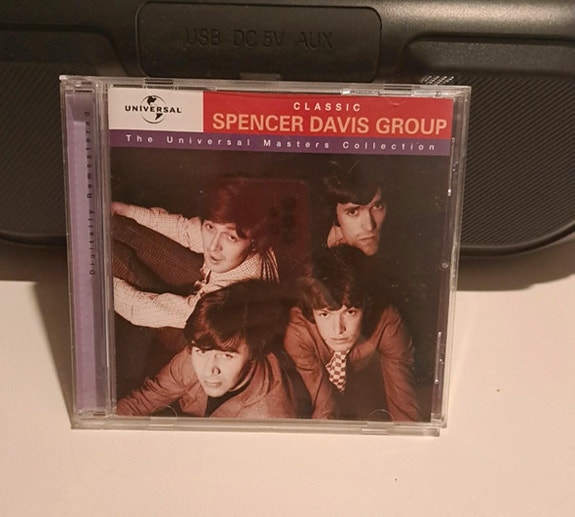 USB DC 5V AUX
UNIVERSAL
CLASSIC
SPENCER DAVIS GROUP
The Universal Masters Collection
Digitally Remastered